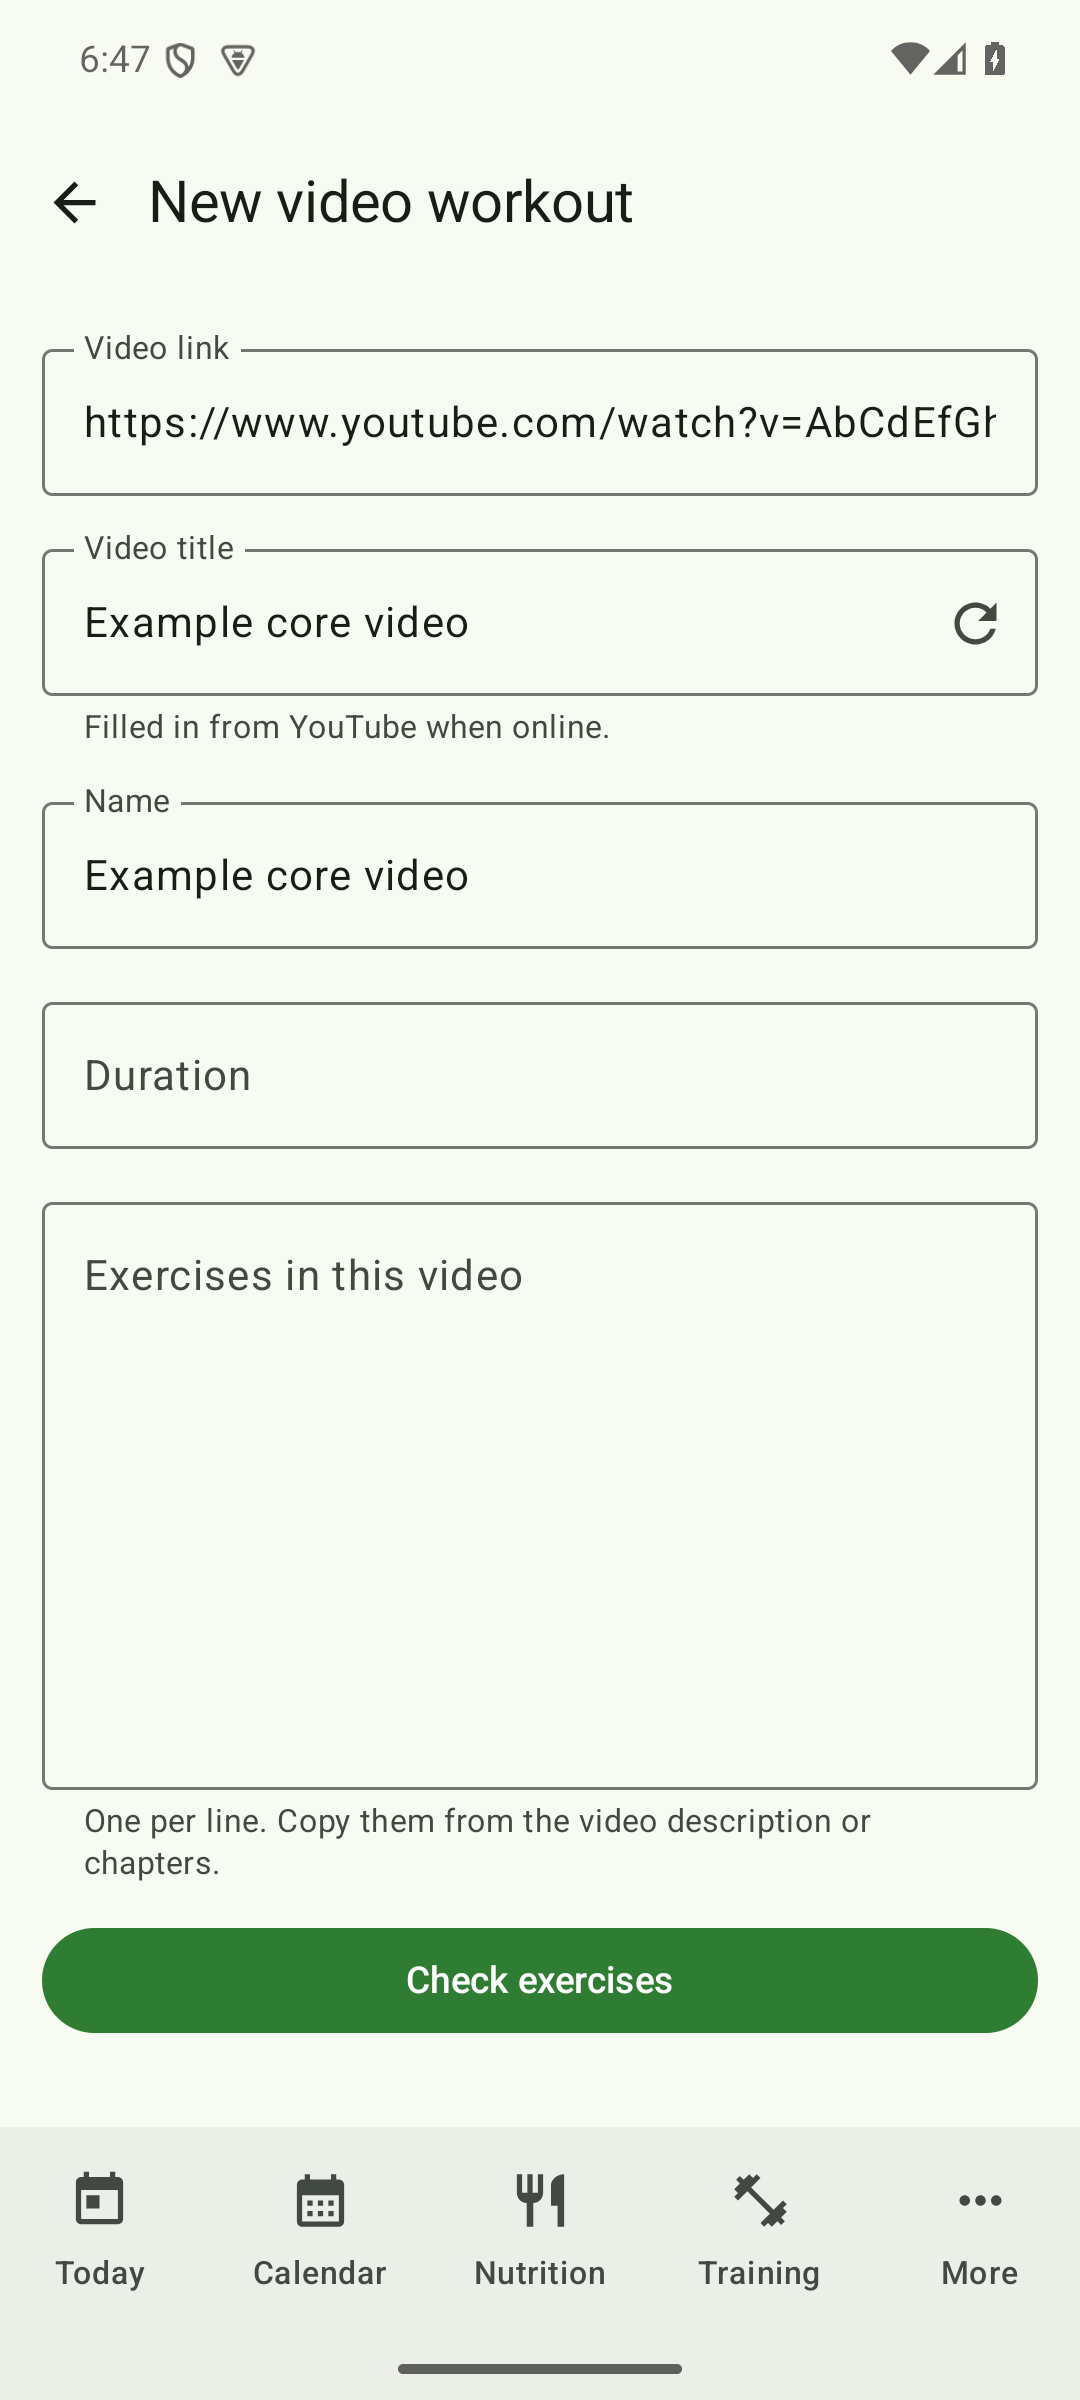 6:47
New video workout
Video link
https://www.youtube.com/watch?v=AbCdEfGh
Video title
Example core video
Filled in from YouTube when online.
Name
Example core video
Duration
Exercises in this video
One per line. Copy them from the video description or
chapters.
Check exercises
Today
Calendar
Nutrition
Training
More